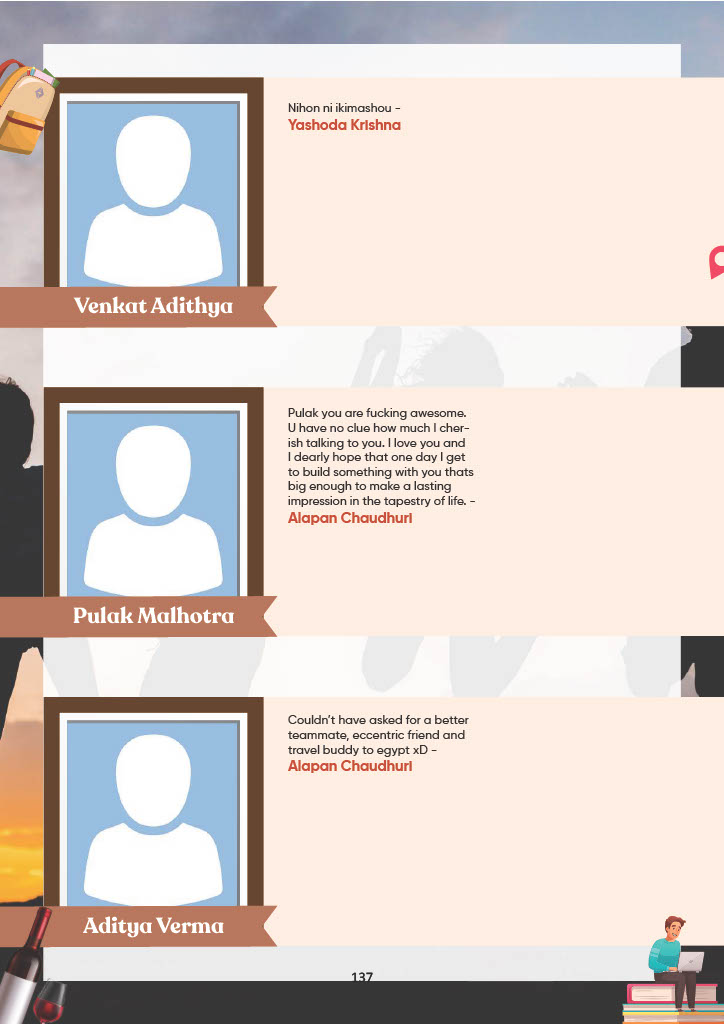 Nihon ni ikimashou -
Yashoda Krishna
Venkat Adithya
Pulak you are fucking awesome.
U have no clue how much I cher-
ish talking to you. I love you and
I dearly hope that one day I get
to build something with you thats
big enough to make a lasting
impression in the tapestry of life. -
Alapan Chaudhuri
Pulak Malhotra
Couldn't have asked for a better
teammate, eccentric friend and
travel buddy to egypt xD -
Alapan Chaudhuri
Aditya Verma
137